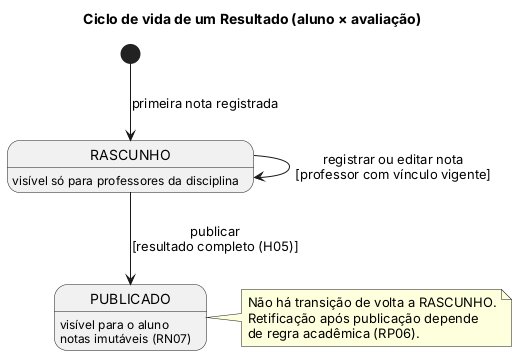 Ciclo de vida de um Resultado (aluno × avaliação)
primeira nota registrada
RASCUNHO
visível só para professores da disciplina
registrar ou editar nota
[professor com vínculo vigente]
publicar
[resultado completo (H05)]
PUBLICADO
visível para o aluno
notas imutáveis (RN07)
Não há transição de volta a RASCUNHO.
Retificação após publicação depende
de regra acadêmica (RP06).